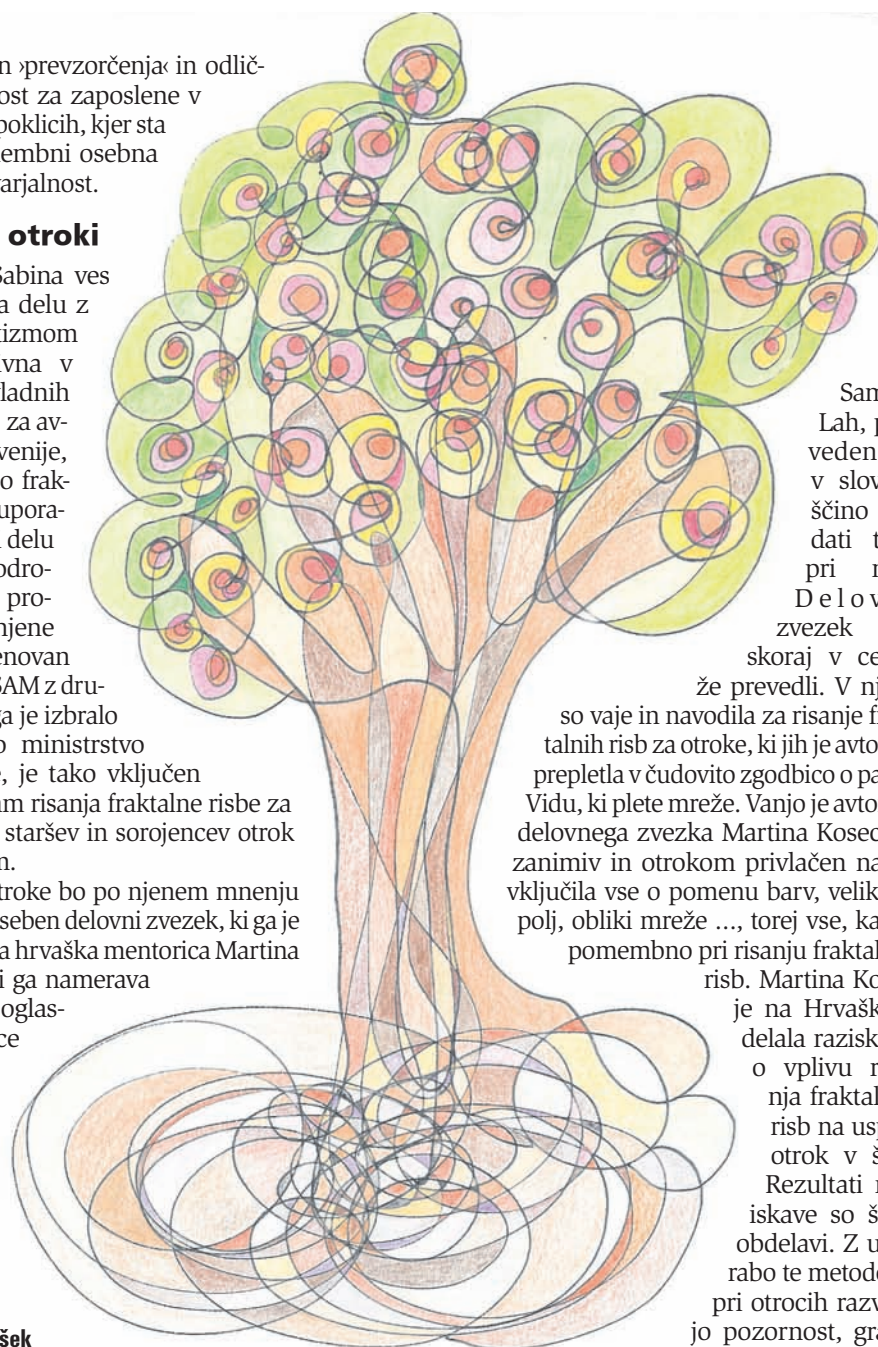 n ›prevzorčenja‹ in odlič-
ost za zaposlene v
poklicih, kjer sta
embni osebna
varjalnost.
otroki
Sabina ves
a delu z
tizmom
vna v
ladnih
za av-
venije,
o frak-
upora-
delu
odro-
pro-
njene
enovan
SAM z dru-
ga je izbralo
o ministrstvo
e, je tako vključen
am risanja fraktalne risbe za
staršev in sorojencev otrok
m.
troke bo po njenem mnenju
seben delovni zvezek, ki ga je
a hrvaška mentorica Martina
i ga namerava
oglas-
ce
šek
Sam
Lah, p
veden
v slov
ščino
dati t
pri n
Delov
zvezek
skoraj v ce
že prevedli. V nj
so vaje in navodila za risanje f
talnih risb za otroke, ki jih je avto
prepletla v čudovito zgodbico o pa
Vidu, ki plete mreže. Vanjo je avto
delovnega zvezka Martina Kosec
zanimiv in otrokom privlačen na
vključila vse o pomenu barv, velik
polj, obliki mreže ..., torej vse, ka
pomembno pri risanju frakta
risb. Martina Ko
je na Hrvašk
delala razisk
o vplivu r
nja frakta
risb na usp
otrok v š
Rezultati r
iskave so š
obdelavi. Z u
rabo te metod
pri otrocih razv
jo pozornost, gra